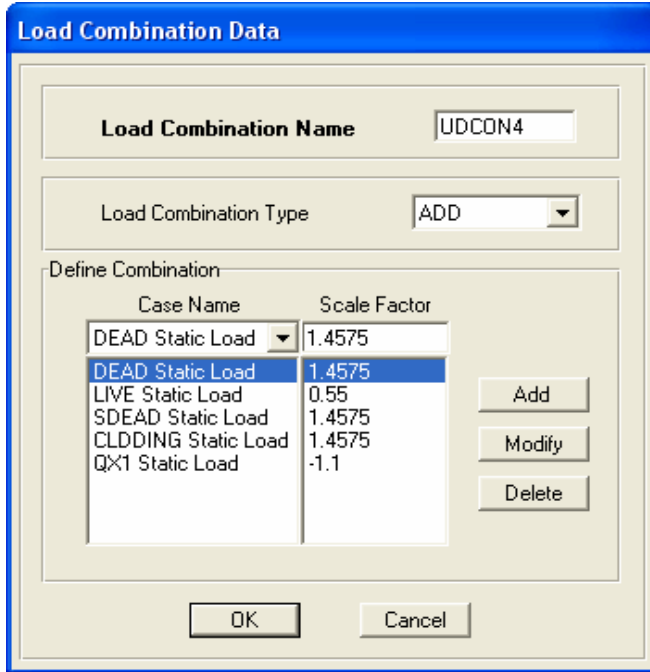 Load Combination Data
Load Combination Name UDCON4
Load Combination Type ADD
Define Combination
Case Name Scale Factor
DEAD Static Load 1.4575
DEAD Static Load 1.4575
LIVE Static Load 0.55
SDEAD Static Load 1.4575
CLDDING Static Load 1.4575
QX1 Static Load -1.1
Add
Modify
Delete
OK Cancel